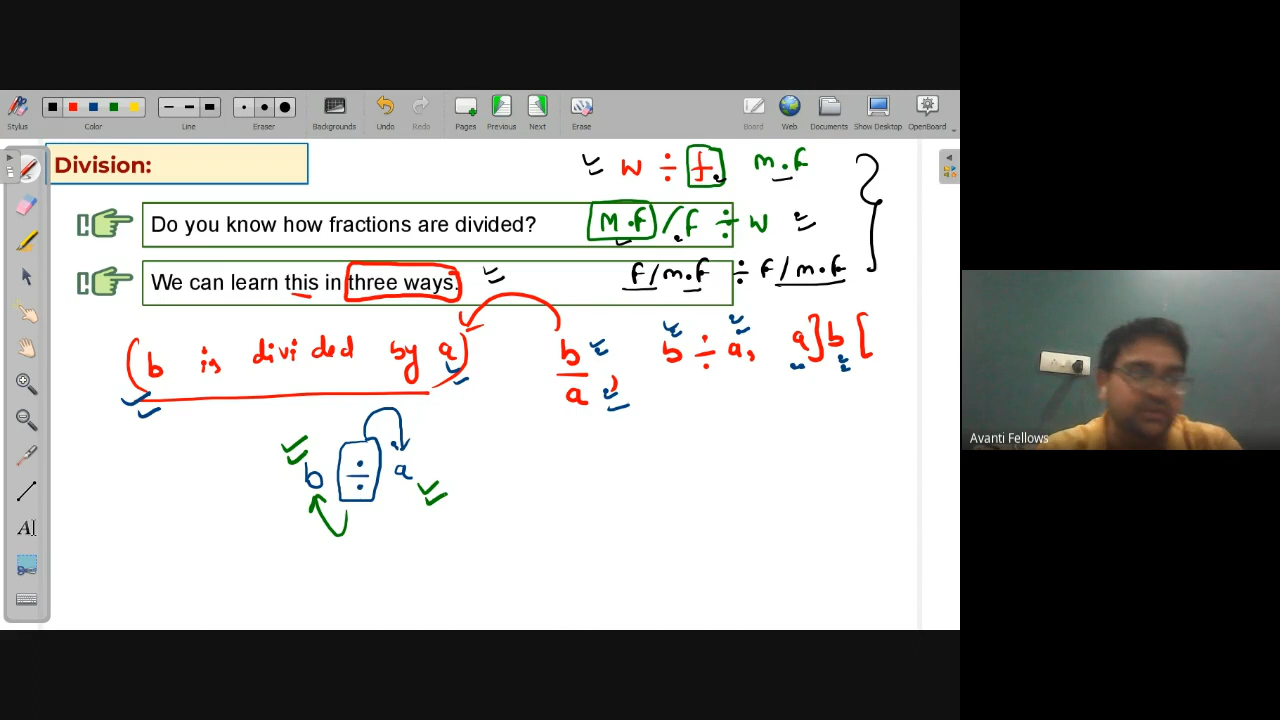 Stylus
Color
Line
Eraser
Backgrounds
Undo
Redo
Pages
Previous
Next
Erase
Board
Web
Documents
Show Desktop
OpenBoard
Division:
w ÷ f m.f
Do you know how fractions are divided? M.f / f ÷ w
We can learn this in three ways. f / m.f ÷ f / m.f
(b is divided by a) b/a b ÷ a, a]b[
b ÷ a
Avanti Fellows